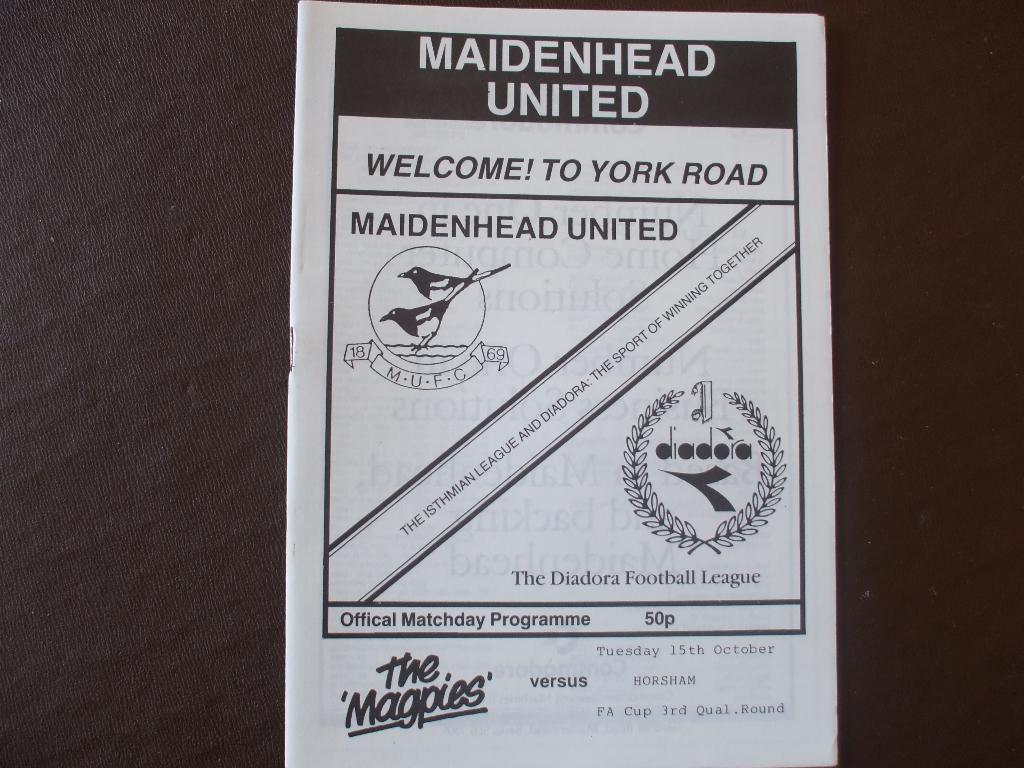 MAIDENHEAD
UNITED
WELCOME! TO YORK ROAD
MAIDENHEAD UNITED
18 69
M·U·F·C
THE ISTHMIAN LEAGUE AND DIADORA: THE SPORT OF WINNING TOGETHER
diadora
The Diadora Football League
Offical Matchday Programme 50p
The
'Magpies'
versus
Tuesday 15th October
HORSHAM
FA Cup 3rd Qual.Round